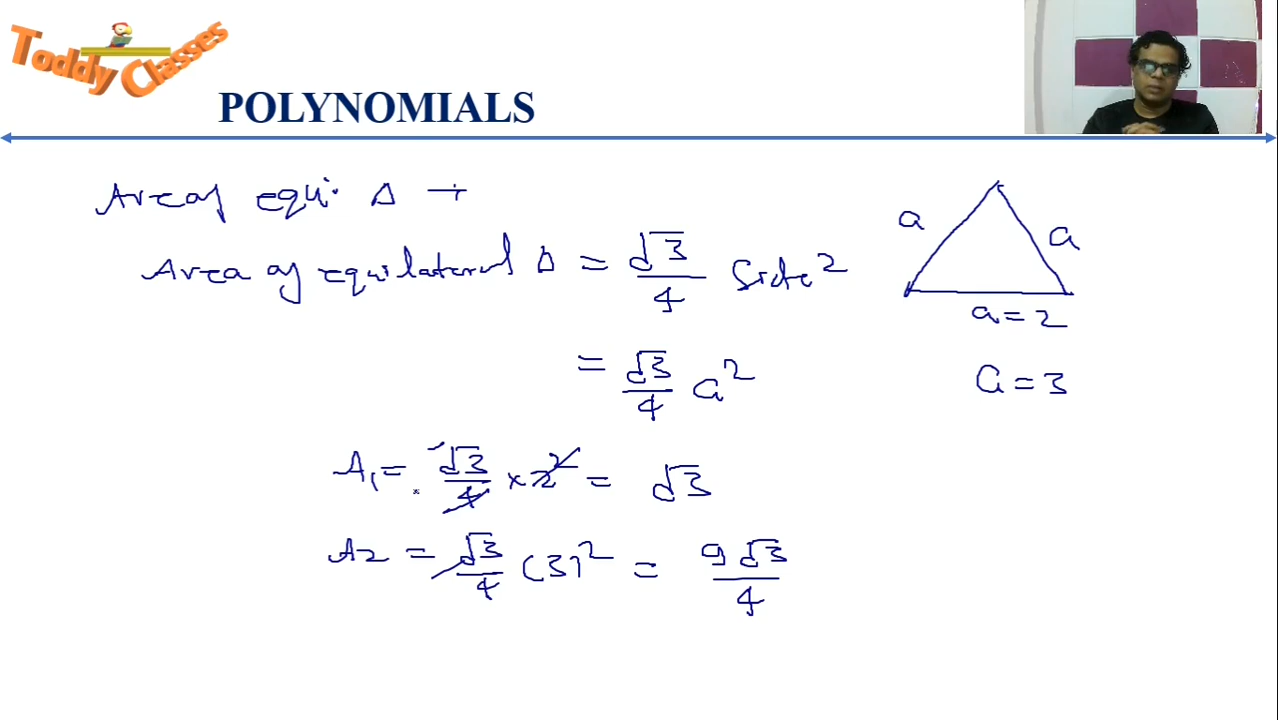 Toddy Classes
POLYNOMIALS
Area of equi. Δ →
Area of equilateral Δ = √3/4 Side²
= √3/4 a²
A₁ = √3/4 × 2² = √3
A2 = √3/4 (3)² = 9√3/4
a
a
a = 2
a = 3